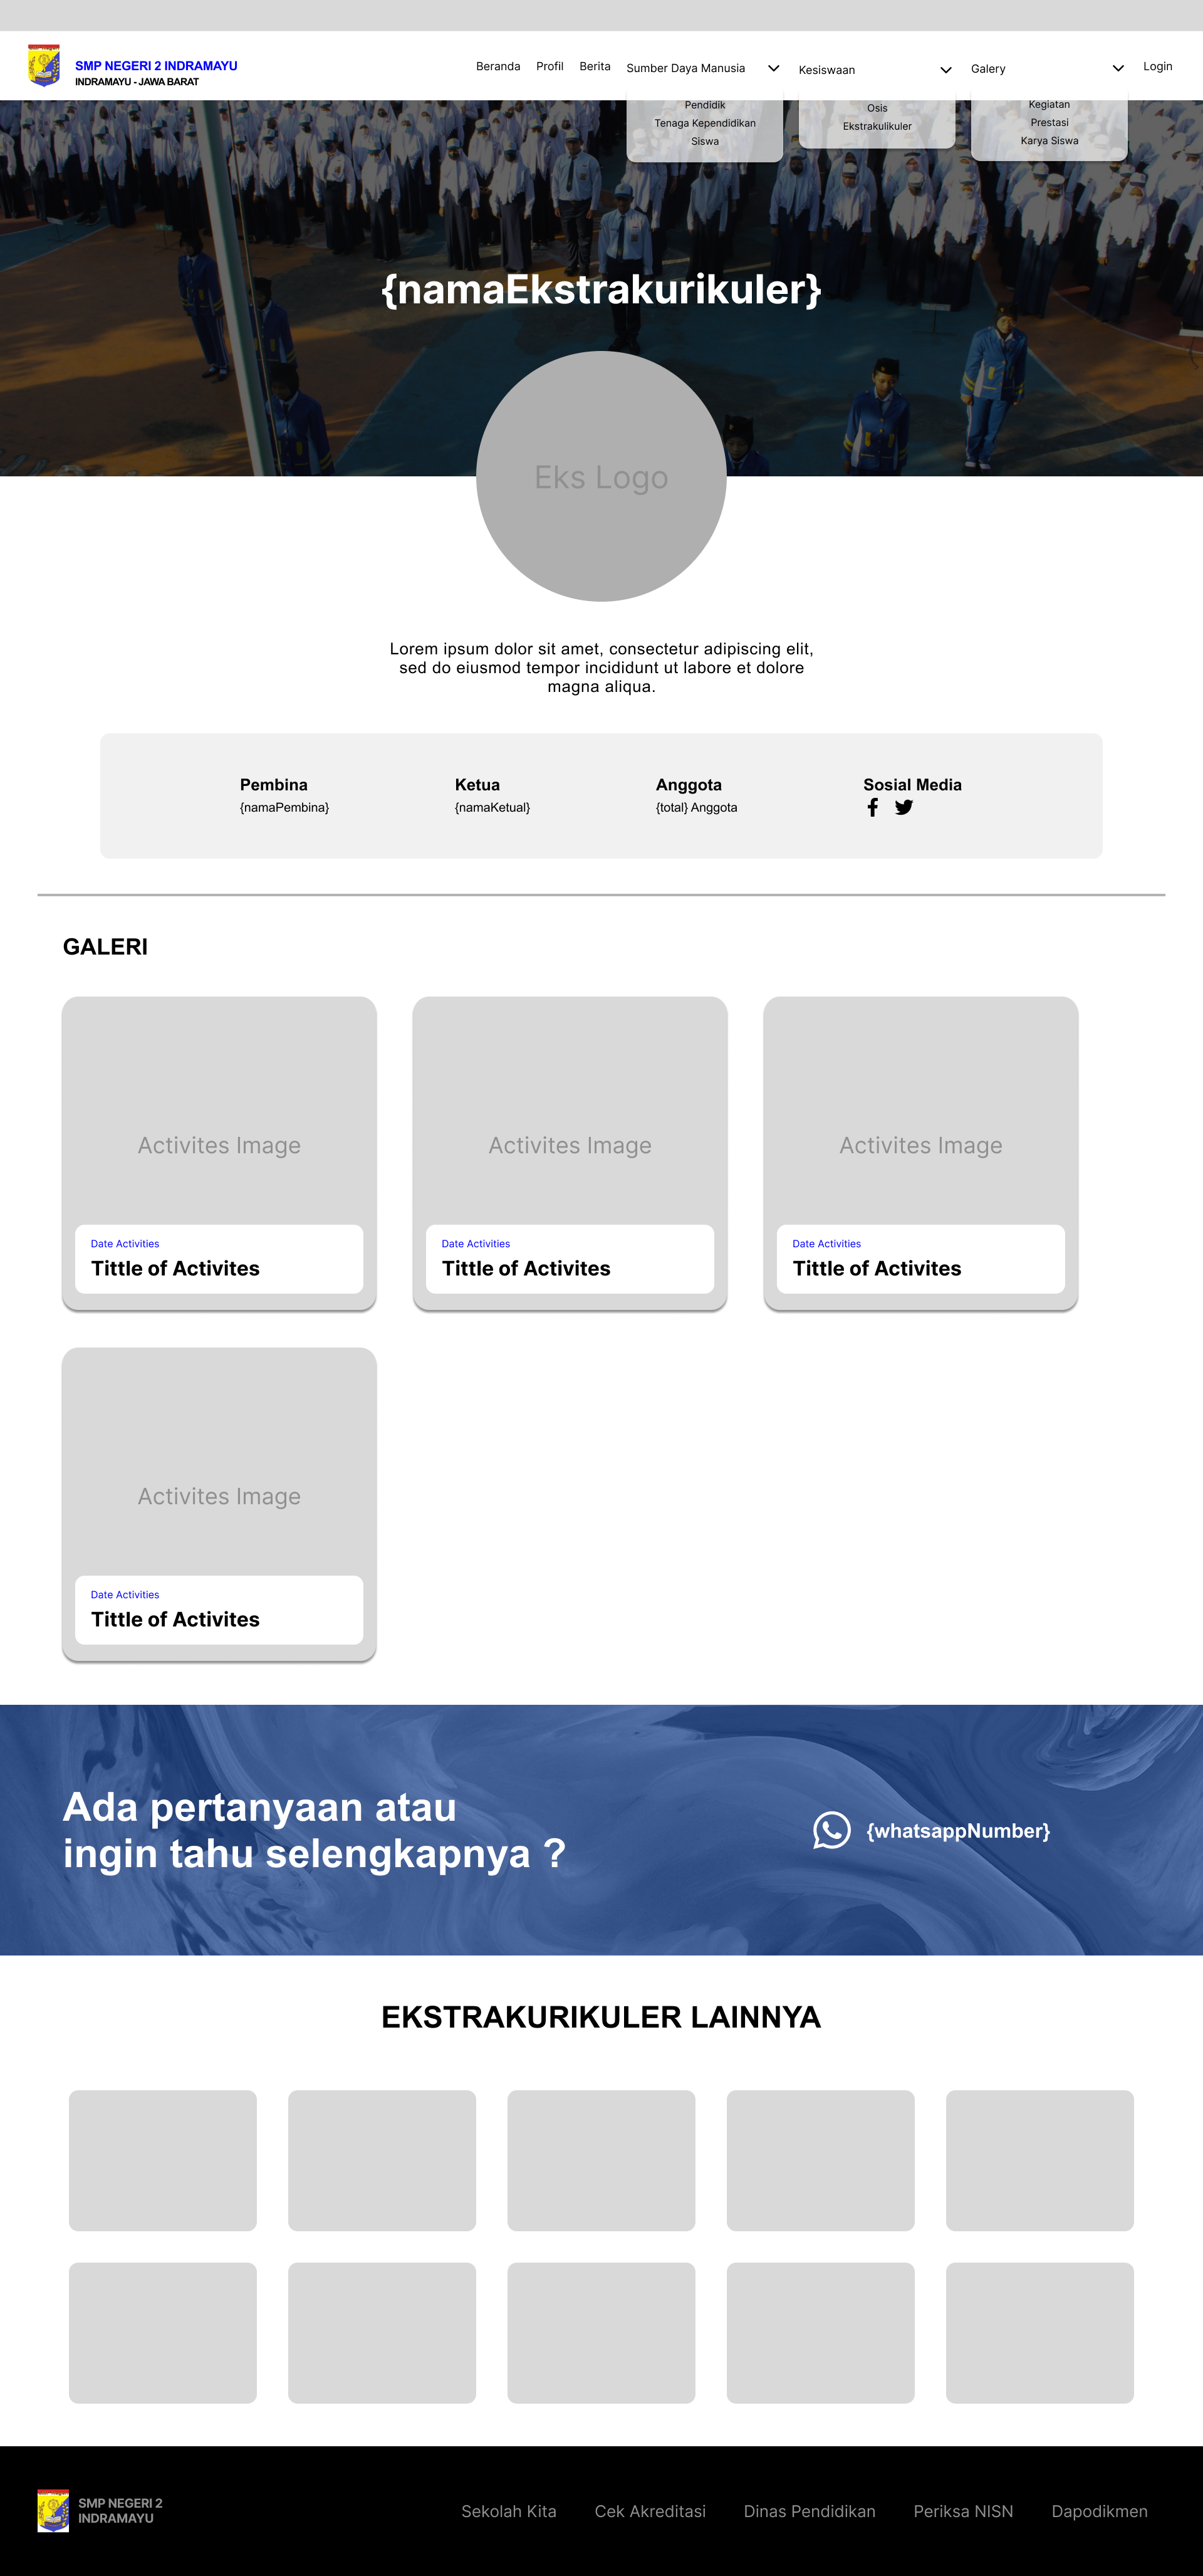 SMP NEGERI 2 INDRAMAYU
INDRAMAYU - JAWA BARAT
Beranda
Profil
Berita
Sumber Daya Manusia
Kesiswaan
Galery
Login
Pendidik
Tenaga Kependidikan
Siswa
Osis
Ekstrakulikuler
Kegiatan
Prestasi
Karya Siswa
{namaEkstrakurikuler}
Eks Logo
Lorem ipsum dolor sit amet, consectetur adipiscing elit,
sed do eiusmod tempor incididunt ut labore et dolore
magna aliqua.
Pembina
{namaPembina}
Ketua
{namaKetual}
Anggota
{total} Anggota
Sosial Media
GALERI
Activites Image
Date Activities
Tittle of Activites
Activites Image
Date Activities
Tittle of Activites
Activites Image
Date Activities
Tittle of Activites
Activites Image
Date Activities
Tittle of Activites
Ada pertanyaan atau
ingin tahu selengkapnya ?
{whatsappNumber}
EKSTRAKURIKULER LAINNYA
SMP NEGERI 2
INDRAMAYU
Sekolah Kita
Cek Akreditasi
Dinas Pendidikan
Periksa NISN
Dapodikmen